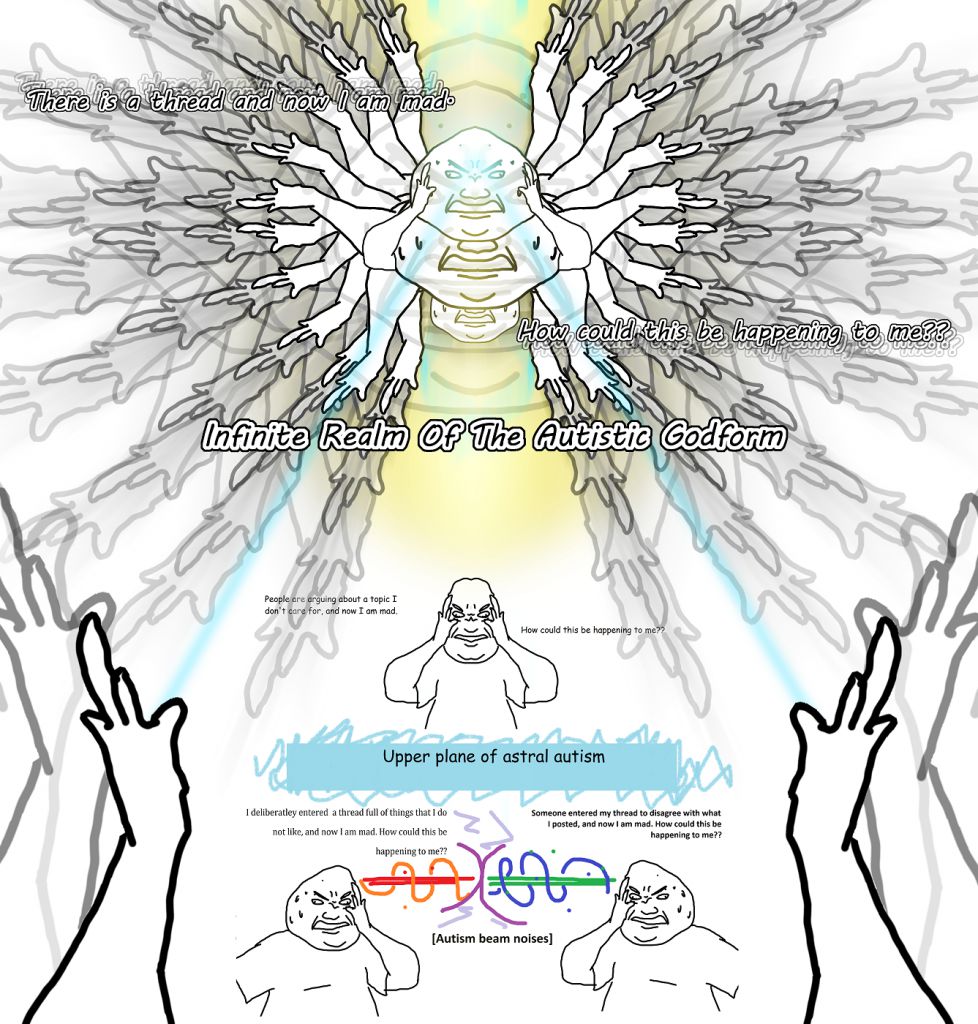 There is a thread and now I am mad.
How could this be happening to me??
Infinite Realm Of The Autistic Godform
People are arguing about a topic I
don't care for, and now I am mad.
How could this be happening to me??
Upper plane of astral autism
I deliberatley entered a thread full of things that I do
not like, and now I am mad. How could this be
happening to me??
Someone entered my thread to disagree with what
I posted, and now I am mad. How could this be
happening to me??
[Autism beam noises]